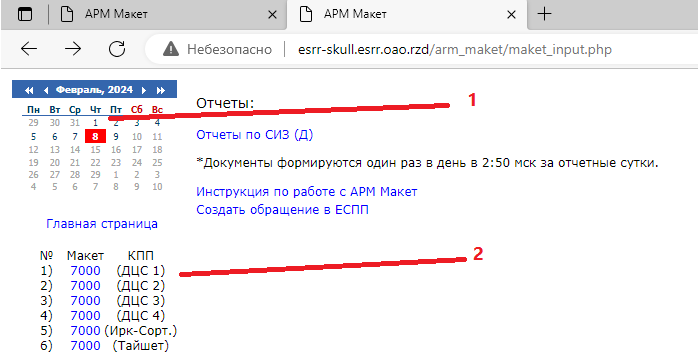 АРМ Макет
АРМ Макет
Небезопасно
esrr-skull.esrr.oao.rzd/arm_maket/maket_input.php
Февраль, 2024
Пн Вт Ср Чт Пт Сб Вс
29 30 31 1 2 3 4
5 6 7 8 9 10 11
12 13 14 15 16 17 18
19 20 21 22 23 24 25
26 27 28 29 1 2 3
4 5 6 7 8 9 10
Отчеты:
1
Отчеты по СИЗ (Д)
*Документы формируются один раз в день в 2:50 мск за отчетные сутки.
Инструкция по работе с АРМ Макет
Создать обращение в ЕСПП
Главная страница
№ Макет КПП
1) 7000 (ДЦС 1)
2
2) 7000 (ДЦС 2)
3) 7000 (ДЦС 3)
4) 7000 (ДЦС 4)
5) 7000 (Ирк-Сорт.)
6) 7000 (Тайшет)